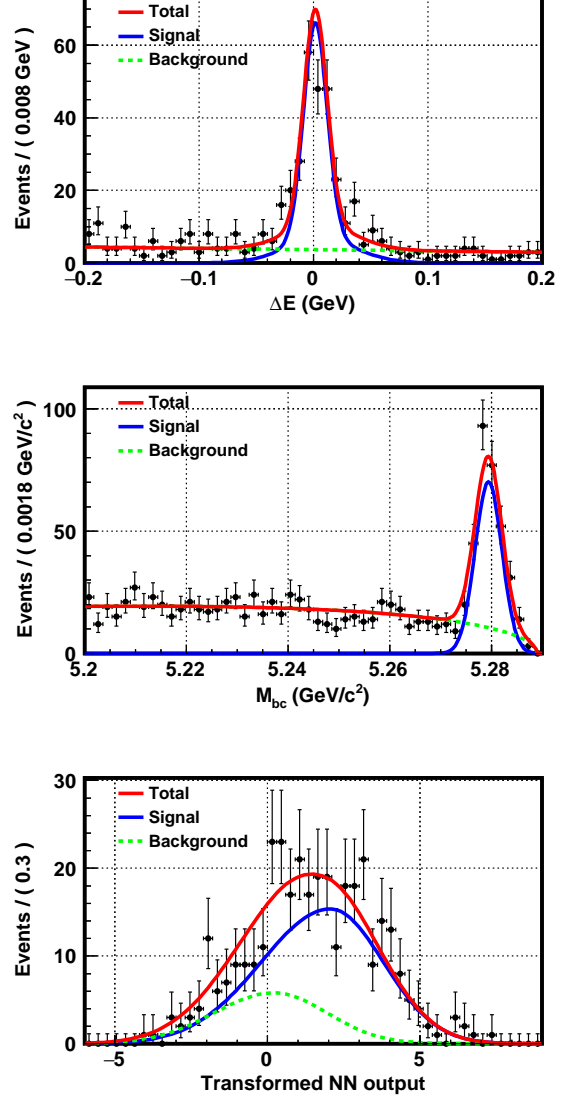 Total
Signal
Background
60
40
20
0
Events / ( 0.008 GeV )
−0.2 −0.1 0 0.1 0.2
ΔE (GeV)
Total
Signal
Background
100
50
0
Events / ( 0.0018 GeV/c²)
5.2 5.22 5.24 5.26 5.28
M_bc (GeV/c²)
Total
Signal
Background
30
20
10
0
Events / ( 0.3 )
−5 0 5
Transformed NN output